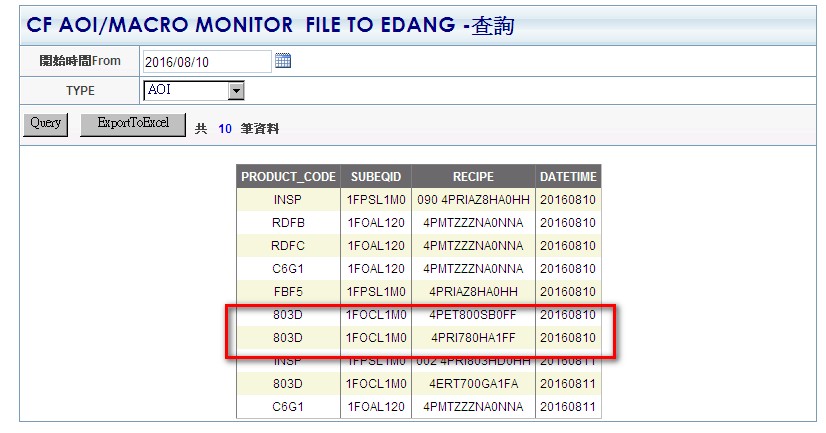 CF AOI/MACRO MONITOR FILE TO EDANG -查詢
開始時間From 2016/08/10
TYPE AOI
Query ExportToExcel 共 10 筆資料
PRODUCT_CODE SUBEQID RECIPE DATETIME
INSP 1FPSL1M0 090 4PRIAZ8HA0HH 20160810
RDFB 1FOAL120 4PMTZZZNA0NNA 20160810
RDFC 1FOAL120 4PMTZZZNA0NNA 20160810
C6G1 1FOAL120 4PMTZZZNA0NNA 20160810
FBF5 1FPSL1M0 4PRIAZ8HA0HH 20160810
803D 1FOCL1M0 4PET800SB0FF 20160810
803D 1FOCL1M0 4PRI780HA1FF 20160810
INSP 1FPSL1M0 002 4PRI803HD0HH 20160811
803D 1FOCL1M0 4ERT700GA1FA 20160811
C6G1 1FOAL120 4PMTZZZNA0NNA 20160811